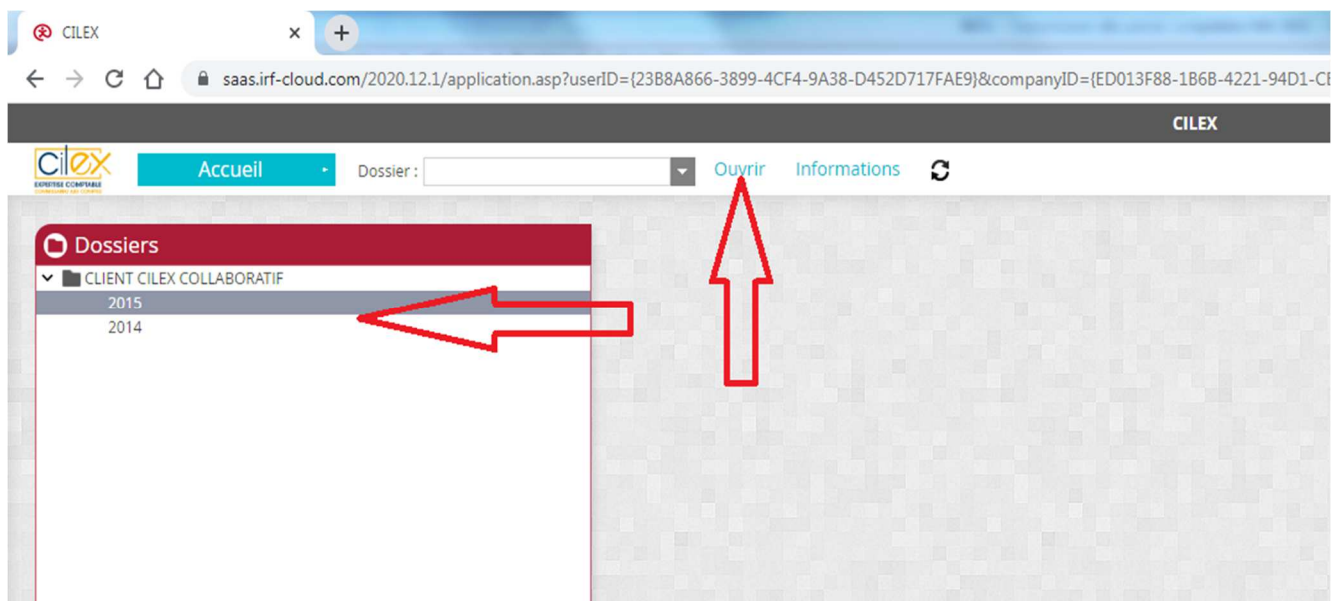 CILEX
saas.irf-cloud.com/2020.12.1/application.asp?userID={23B8A866-3899-4CF4-9A38-D452D717FAE9}&companyID={ED013F88-1B6B-4221-94D1-CE
CILEX
Cilex
EXPERTISE COMPTABLE
Accueil
Dossier :
Ouvrir
Informations
Dossiers
CLIENT CILEX COLLABORATIF
2015
2014